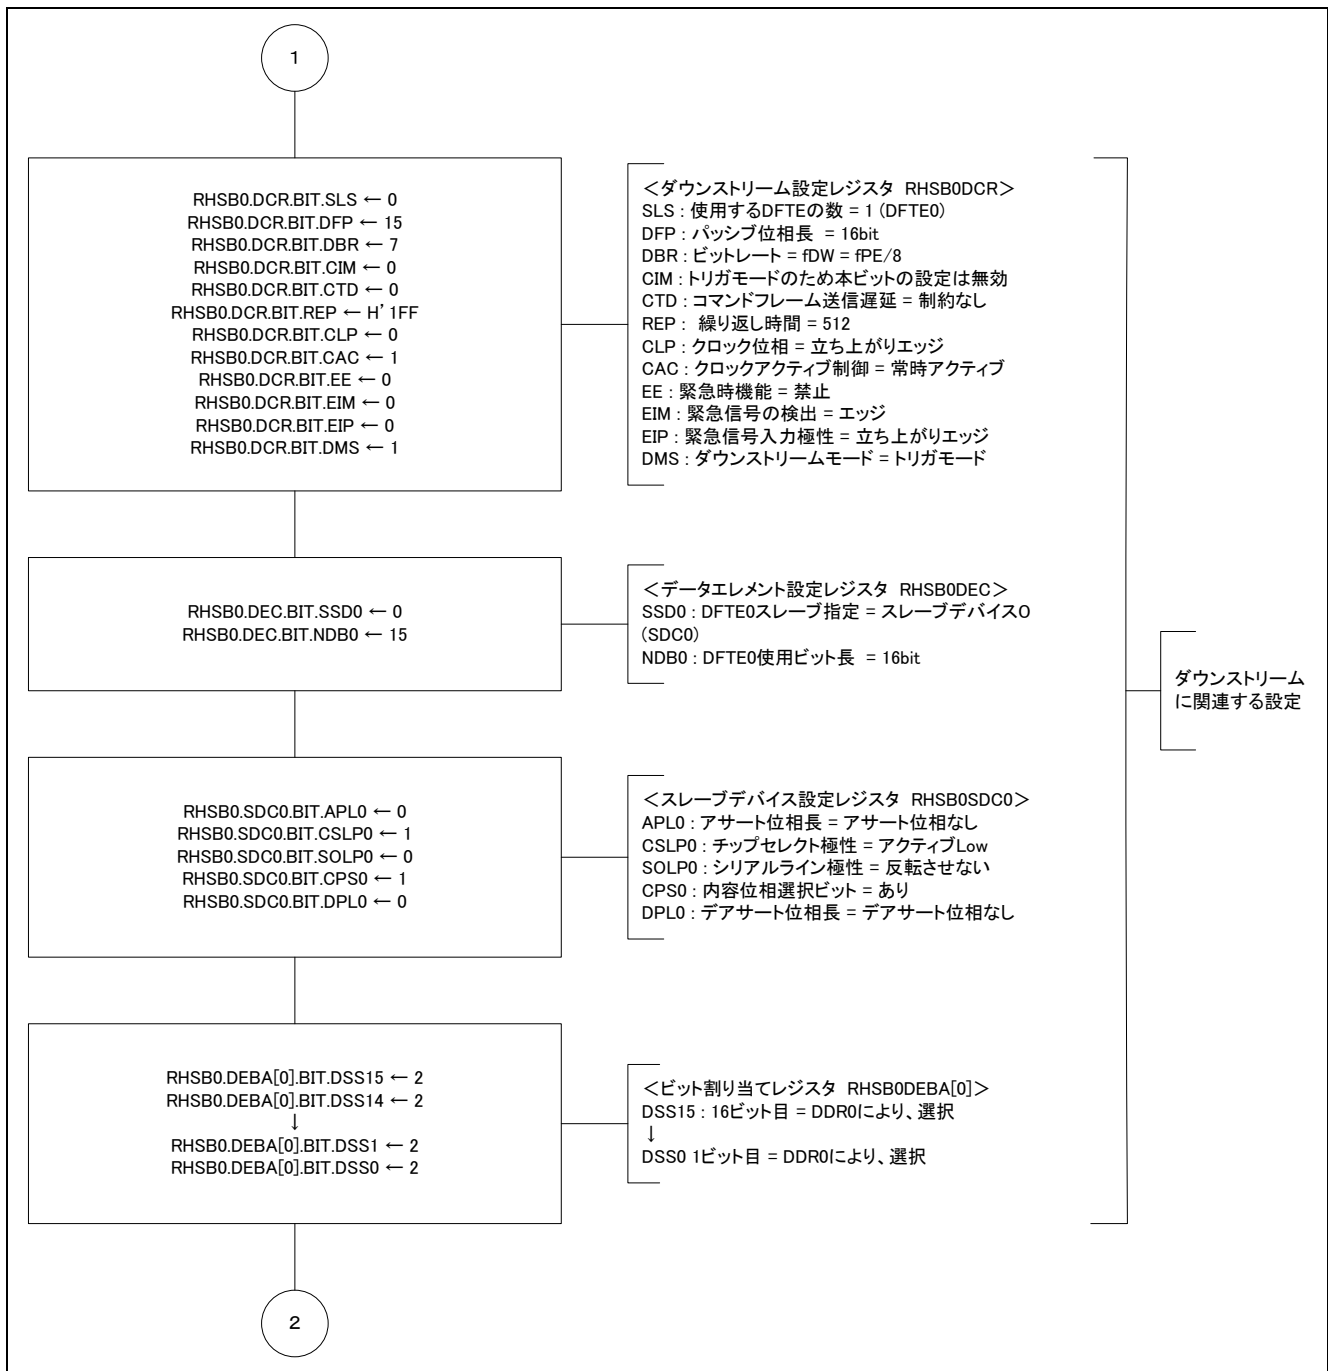 1
RHSB0.DCR.BIT.SLS ← 0
RHSB0.DCR.BIT.DFP ← 15
RHSB0.DCR.BIT.DBR ← 7
RHSB0.DCR.BIT.CIM ← 0
RHSB0.DCR.BIT.CTD ← 0
RHSB0.DCR.BIT.REP ← H' 1FF
RHSB0.DCR.BIT.CLP ← 0
RHSB0.DCR.BIT.CAC ← 1
RHSB0.DCR.BIT.EE ← 0
RHSB0.DCR.BIT.EIM ← 0
RHSB0.DCR.BIT.EIP ← 0
RHSB0.DCR.BIT.DMS ← 1
＜ダウンストリーム設定レジスタ RHSB0DCR＞
SLS : 使用するDFTEの数 = 1 (DFTE0)
DFP : パッシブ位相長 = 16bit
DBR : ビットレート = fDW = fPE/8
CIM : トリガモードのため本ビットの設定は無効
CTD : コマンドフレーム送信遅延 = 制約なし
REP : 繰り返し時間 = 512
CLP : クロック位相 = 立ち上がりエッジ
CAC : クロックアクティブ制御 = 常時アクティブ
EE : 緊急時機能 = 禁止
EIM : 緊急信号の検出 = エッジ
EIP : 緊急信号入力極性 = 立ち上がりエッジ
DMS : ダウンストリームモード = トリガモード
RHSB0.DEC.BIT.SSD0 ← 0
RHSB0.DEC.BIT.NDB0 ← 15
＜データエレメント設定レジスタ RHSB0DEC＞
SSD0 : DFTE0スレーブ指定 = スレーブデバイス0
(SDC0)
NDB0 : DFTE0使用ビット長 = 16bit
ダウンストリーム
に関連する設定
RHSB0.SDC0.BIT.APL0 ← 0
RHSB0.SDC0.BIT.CSLP0 ← 1
RHSB0.SDC0.BIT.SOLP0 ← 0
RHSB0.SDC0.BIT.CPS0 ← 1
RHSB0.SDC0.BIT.DPL0 ← 0
＜スレーブデバイス設定レジスタ RHSB0SDC0＞
APL0 : アサート位相長 = アサート位相なし
CSLP0 : チップセレクト極性 = アクティブLow
SOLP0 : シリアルライン極性 = 反転させない
CPS0 : 内容位相選択ビット = あり
DPL0 : デアサート位相長 = デアサート位相なし
RHSB0.DEBA[0].BIT.DSS15 ← 2
RHSB0.DEBA[0].BIT.DSS14 ← 2
↓
RHSB0.DEBA[0].BIT.DSS1 ← 2
RHSB0.DEBA[0].BIT.DSS0 ← 2
＜ビット割り当てレジスタ RHSB0DEBA[0]＞
DSS15 : 16ビット目 = DDR0により、選択
↓
DSS0 1ビット目 = DDR0により、選択
2